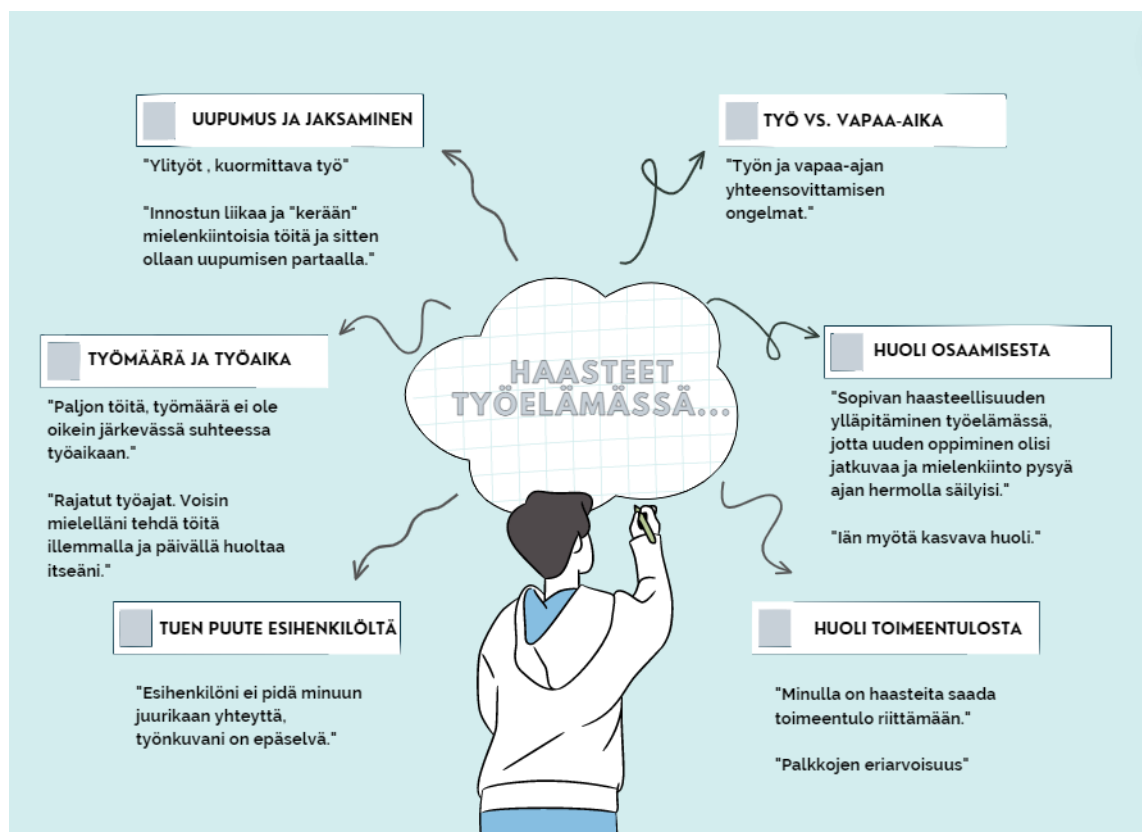 UUPUMUS JA JAKSAMINEN
"Ylityöt , kuormittava työ"
"Innostun liikaa ja "kerään"
mielenkiintoisia töitä ja sitten
ollaan uupumisen partaalla."
TYÖ VS. VAPAA-AIKA
"Työn ja vapaa-ajan
yhteensovittamisen
ongelmat."
HAASTEET
TYÖELÄMÄSSÄ...
TYÖMÄÄRÄ JA TYÖAIKA
"Paljon töitä, työmäärä ei ole
oikein järkevässä suhteessa
työaikaan."
"Rajatut työajat. Voisin
mielelläni tehdä töitä
illemmalla ja päivällä huoltaa
itseäni."
HUOLI OSAAMISESTA
"Sopivan haasteellisuuden
ylläpitäminen työelämässä,
jotta uuden oppiminen olisi
jatkuvaa ja mielenkiinto pysyä
ajan hermolla säilyisi."
"Iän myötä kasvava huoli."
TUEN PUUTE ESIHENKILÖLTÄ
"Esihenkilöni ei pidä minuun
juurikaan yhteyttä,
työnkuvani on epäselvä."
HUOLI TOIMEENTULOSTA
"Minulla on haasteita saada
toimeentulo riittämään."
"Palkkojen eriarvoisuus"